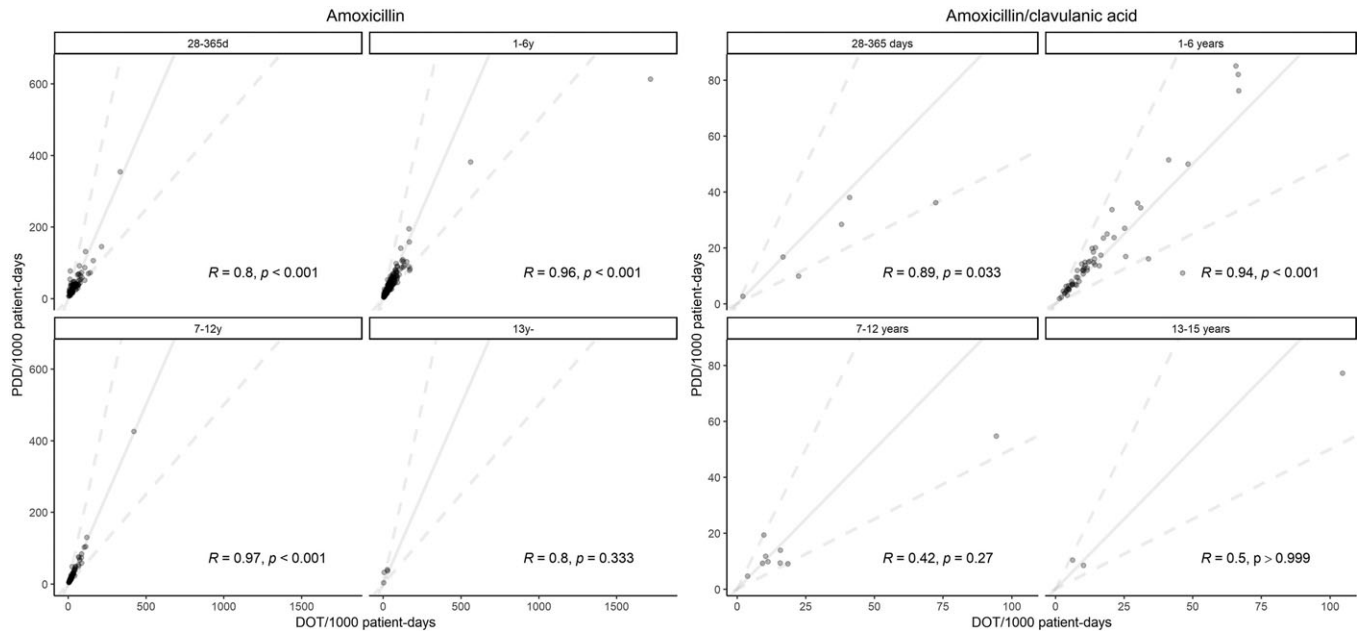 Amoxicillin
28-365d
1-6y
600
400
200
0
R = 0.8, p < 0.001
R = 0.96, p < 0.001
7-12y
13y-
600
400
200
0
R = 0.97, p < 0.001
R = 0.8, p = 0.333
0 500 1000 1500
0 500 1000 1500
DOT/1000 patient-days
PDD/1000 patient-days
Amoxicillin/clavulanic acid
28-365 days
1-6 years
80
60
40
20
0
R = 0.89, p = 0.033
R = 0.94, p < 0.001
7-12 years
13-15 years
80
60
40
20
0
R = 0.42, p = 0.27
R = 0.5, p > 0.999
0 25 50 75 100
0 25 50 75 100
DOT/1000 patient-days
PDD/1000 patient-days